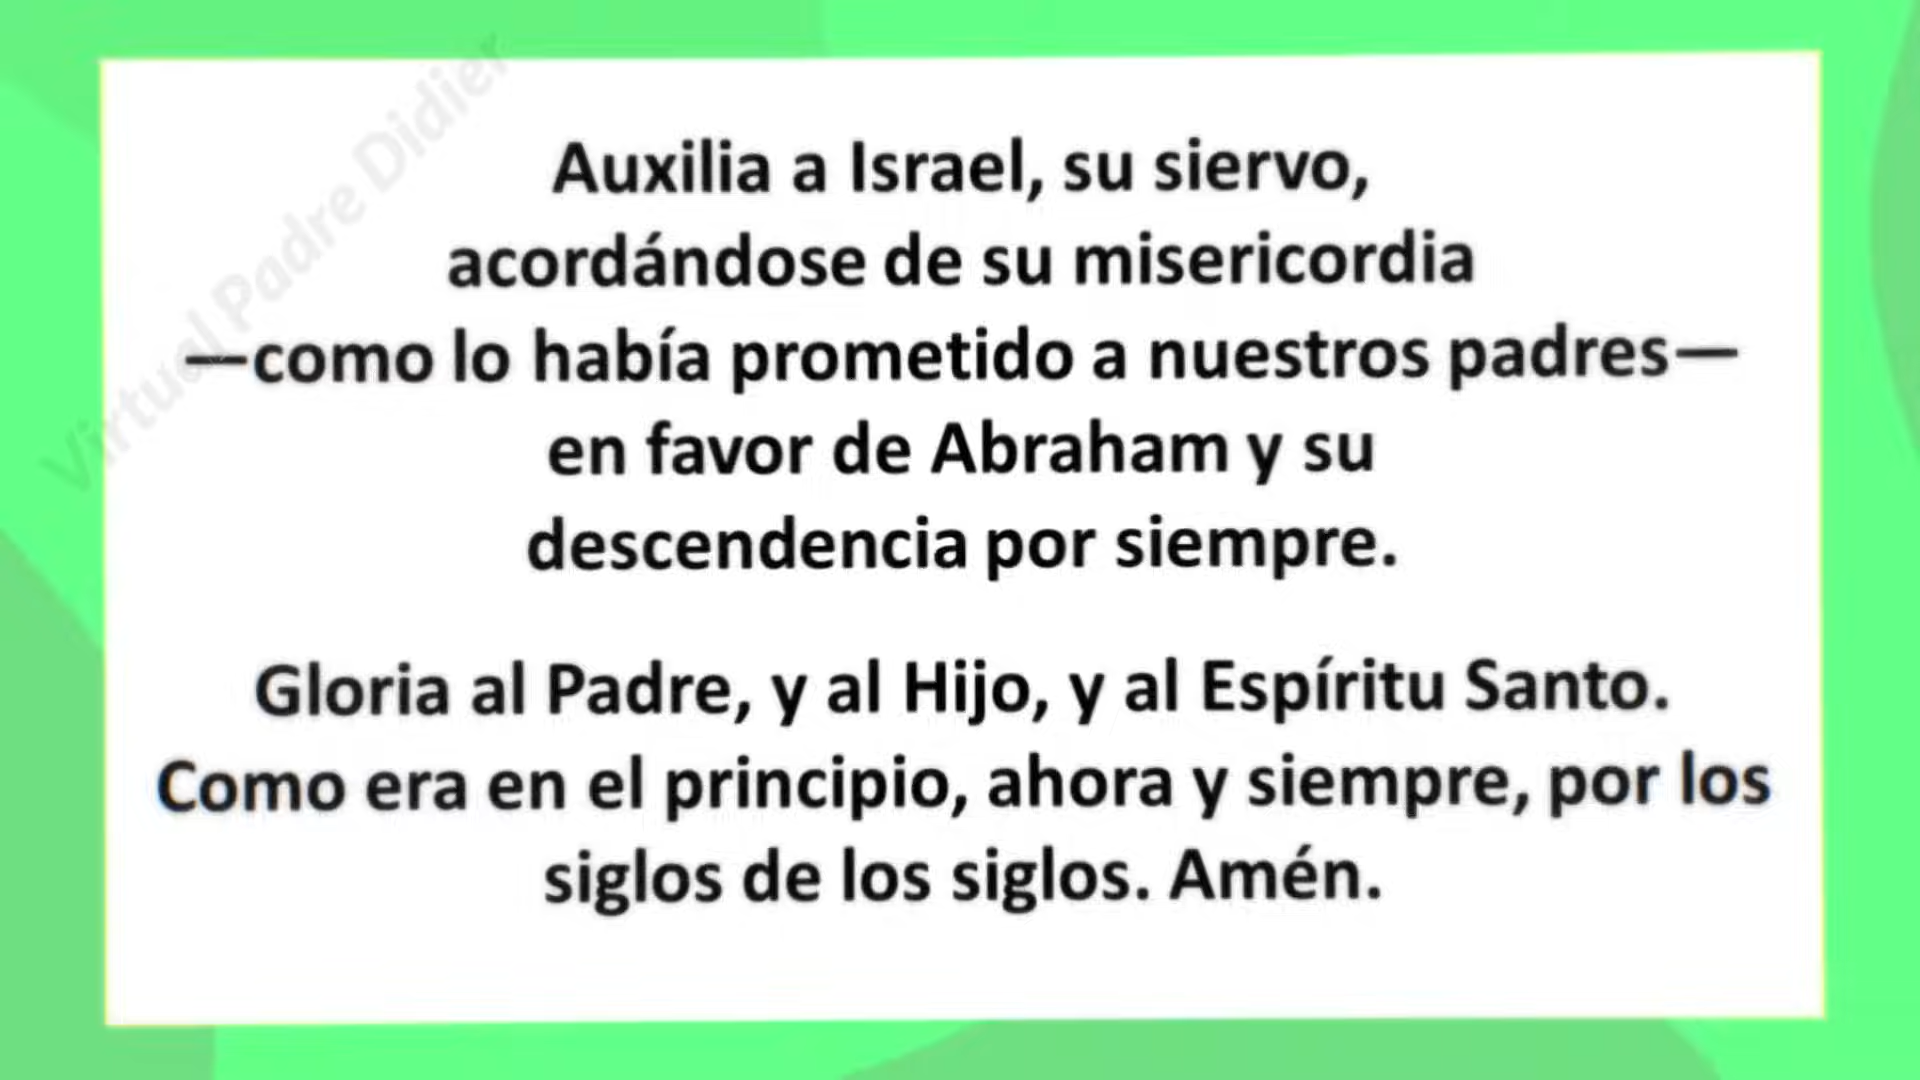 Virtual Padre Didier
Auxilia a Israel, su siervo,
acordándose de su misericordia
—como lo había prometido a nuestros padres—
en favor de Abraham y su
descendencia por siempre.
Gloria al Padre, y al Hijo, y al Espíritu Santo.
Como era en el principio, ahora y siempre, por los
siglos de los siglos. Amén.